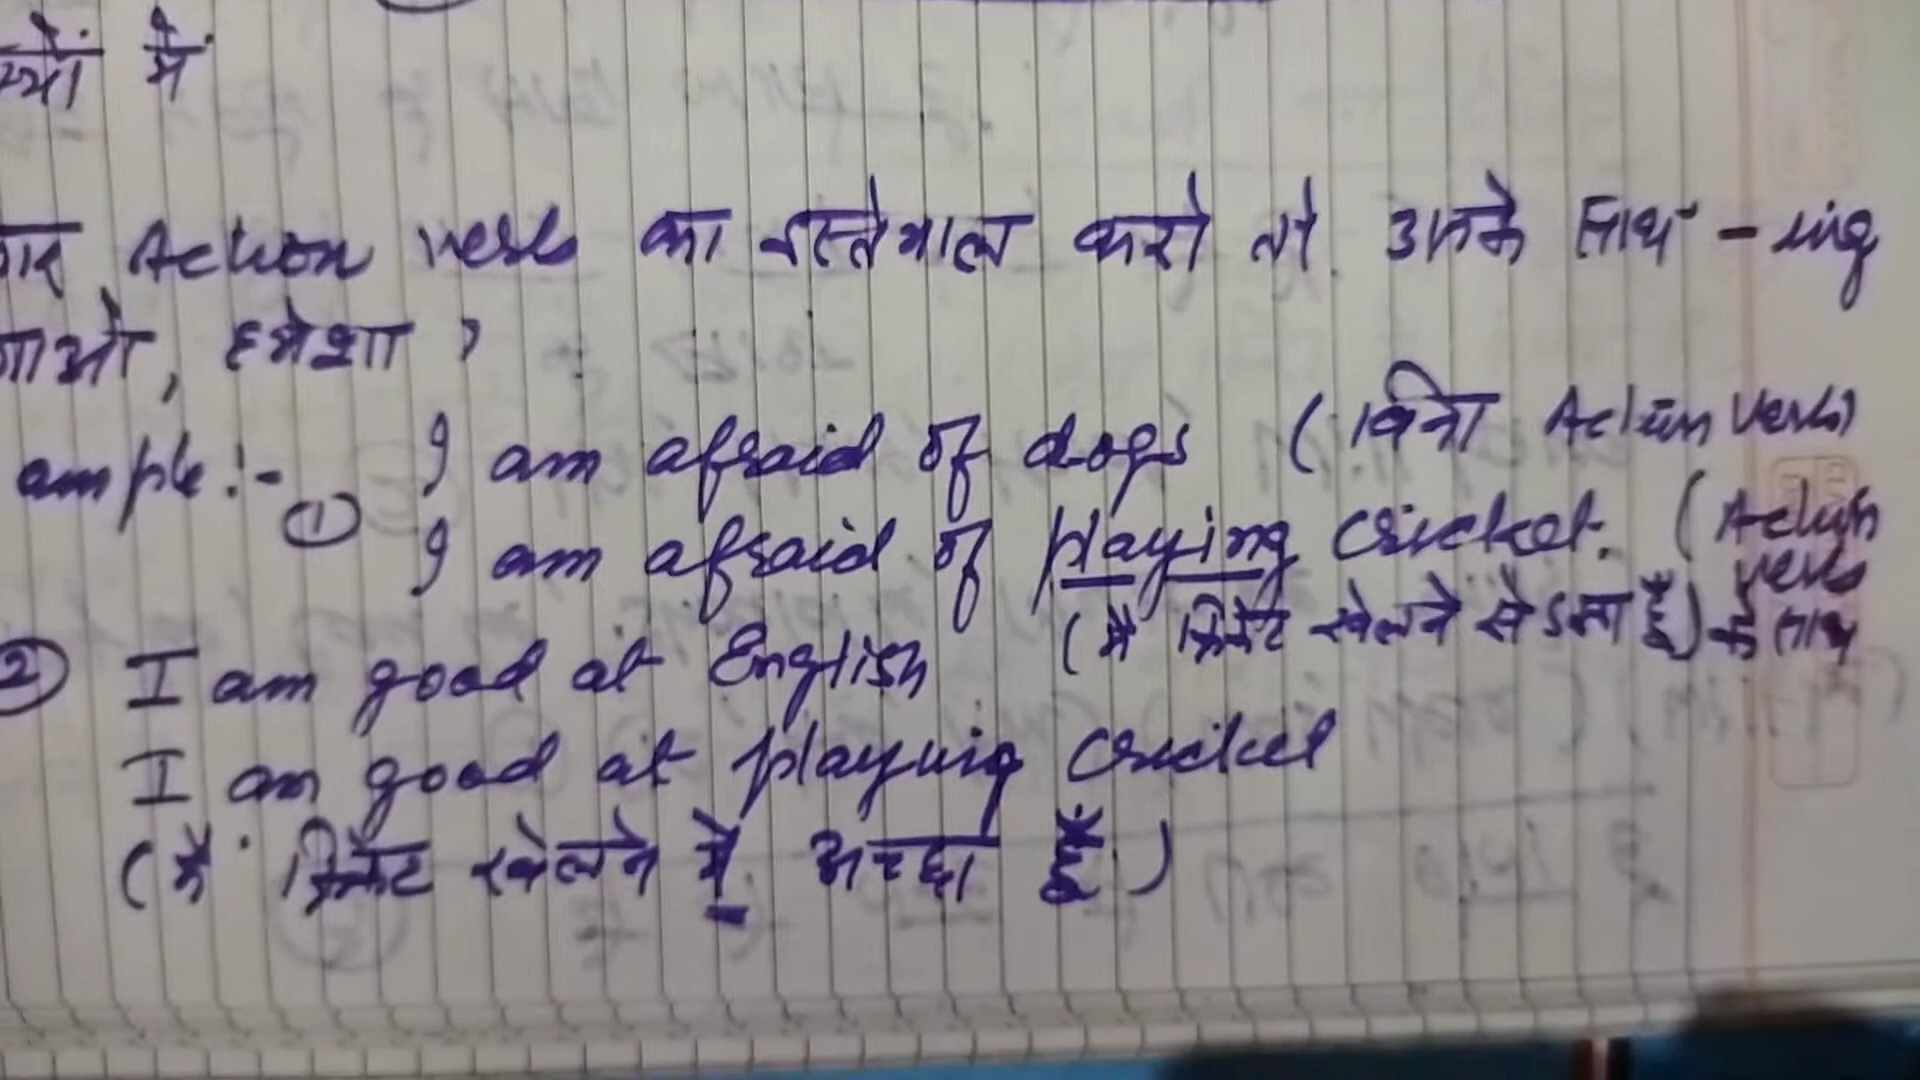 में
Action verb का इस्तेमाल करो तो उनके साथ -ing
हमेशा
ample:- ① I am afraid of dogs (बिना Action verb)
I am afraid of playing cricket. (Action verb के साथ
(मैं क्रिकेट खेलने से डरता हूँ)
② I am good at English
I am good at playing cricket
(मैं क्रिकेट खेलने में अच्छा हूँ)